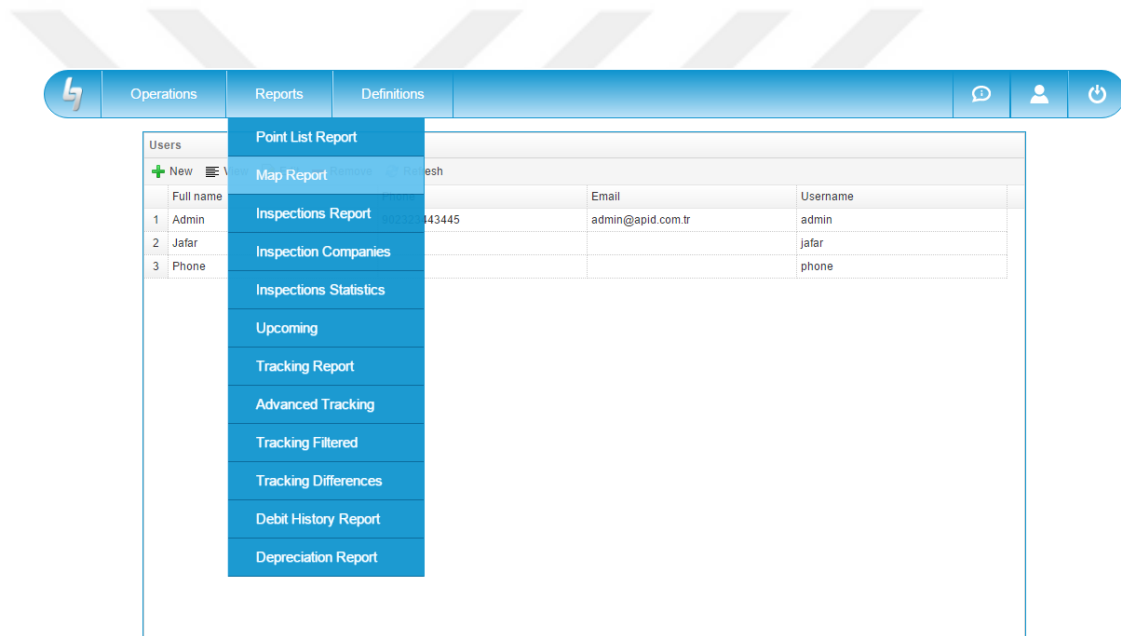 Operations Reports Definitions
Users
New
Full name Email Username
1 Admin admin@apid.com.tr admin
2 Jafar jafar
3 Phone phone
Point List Report
Map Report
Inspections Report
Inspection Companies
Inspections Statistics
Upcoming
Tracking Report
Advanced Tracking
Tracking Filtered
Tracking Differences
Debit History Report
Depreciation Report